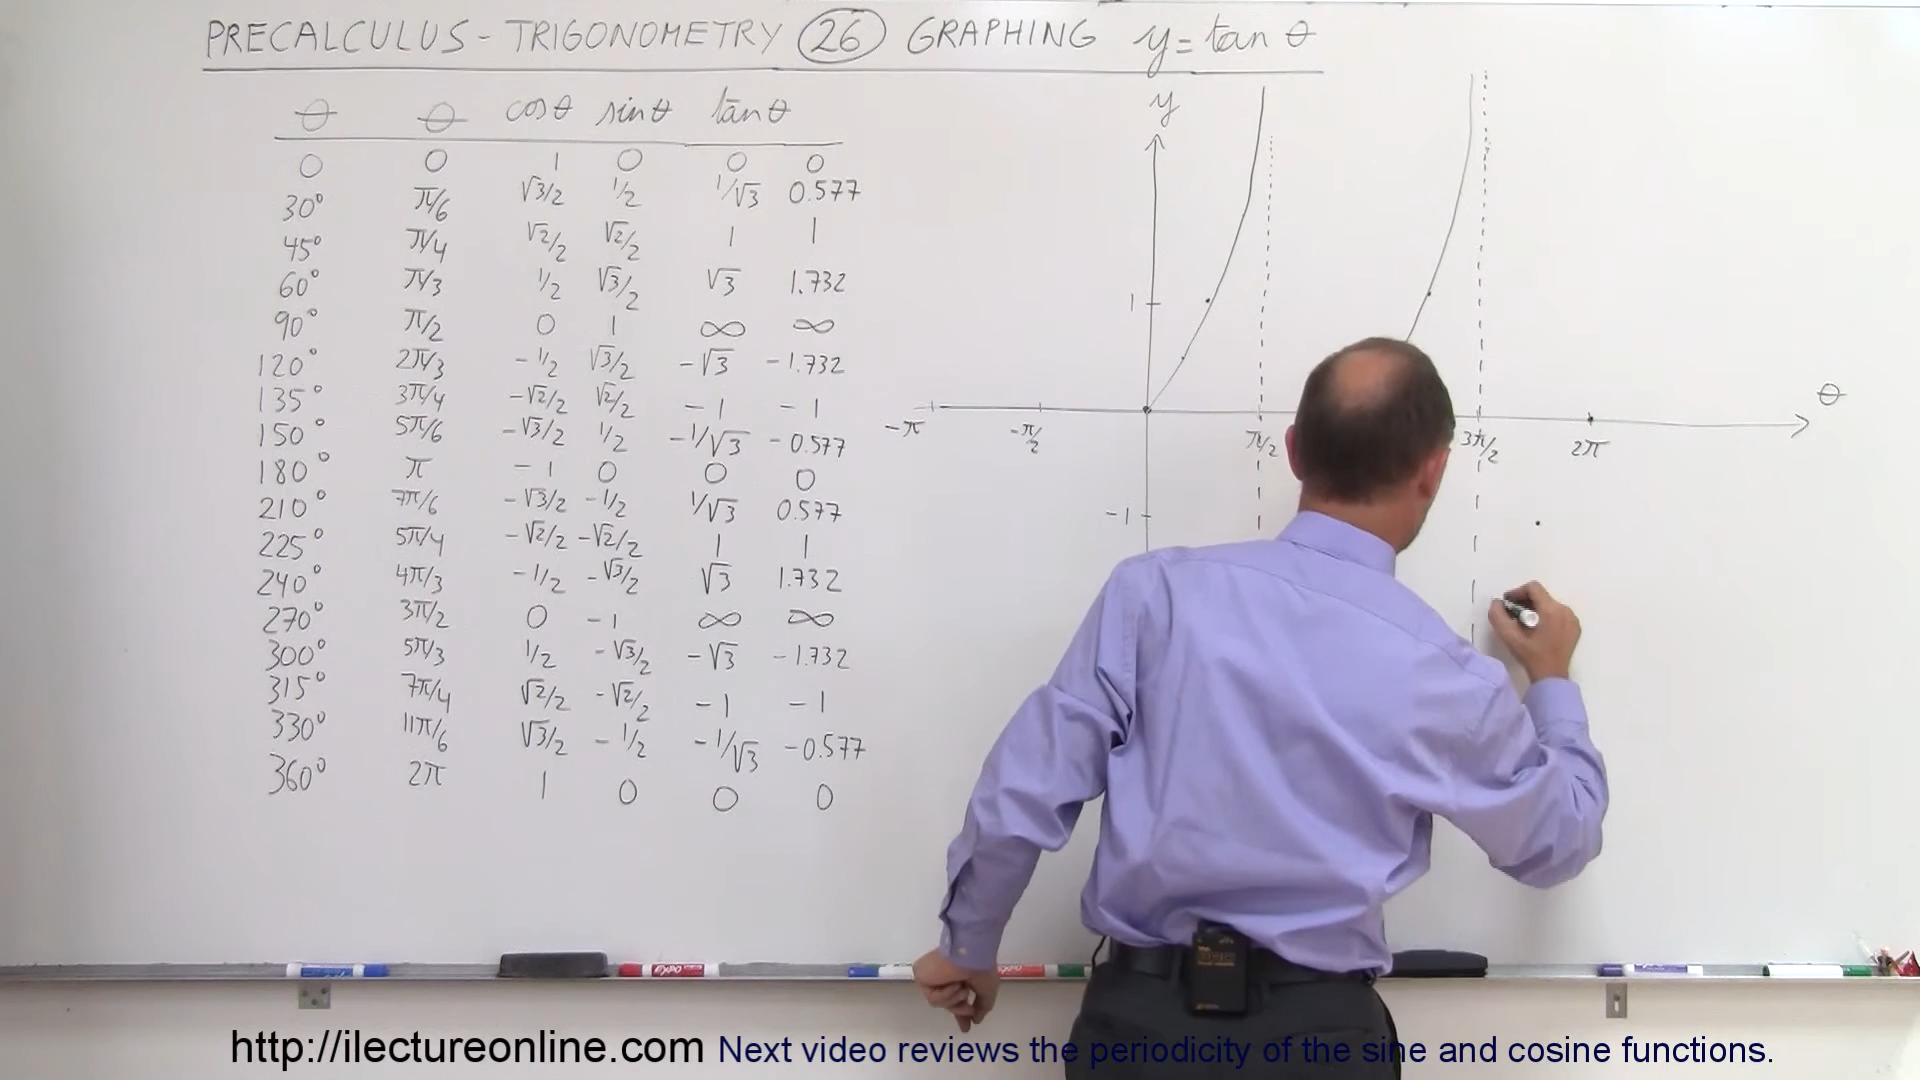 PRECALCULUS - TRIGONOMETRY 26 GRAPHING y = tan θ
θ θ cos θ sin θ tan θ
0 0 1 0 0 0
30° π/6 √3/2 1/2 1/√3 0.577
45° π/4 √2/2 √2/2 1 1
60° π/3 1/2 √3/2 √3 1.732
90° π/2 0 1 ∞ ∞
120° 2π/3 -1/2 √3/2 -√3 -1.732
135° 3π/4 -√2/2 √2/2 -1 -1
150° 5π/6 -√3/2 1/2 -1/√3 -0.577
180° π -1 0 0 0
210° 7π/6 -√3/2 -1/2 1/√3 0.577
225° 5π/4 -√2/2 -√2/2 1 1
240° 4π/3 -1/2 -√3/2 √3 1.732
270° 3π/2 0 -1 ∞ ∞
300° 5π/3 1/2 -√3/2 -√3 -1.732
315° 7π/4 √2/2 -√2/2 -1 -1
330° 11π/6 √3/2 -1/2 -1/√3 -0.577
360° 2π 1 0 0 0
y
1
θ
-π -π/2 π/2 3π/2 2π
-1
EXPO
http://ilectureonline.com Next video reviews the periodicity of the sine and cosine functions.